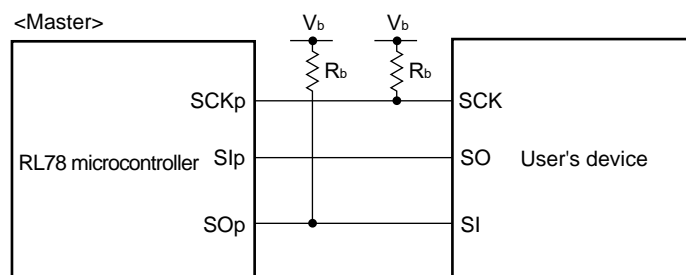 <Master>
Vb Vb
Rb Rb
SCKp SCK
RL78 microcontroller SIp SO User's device
SOp SI